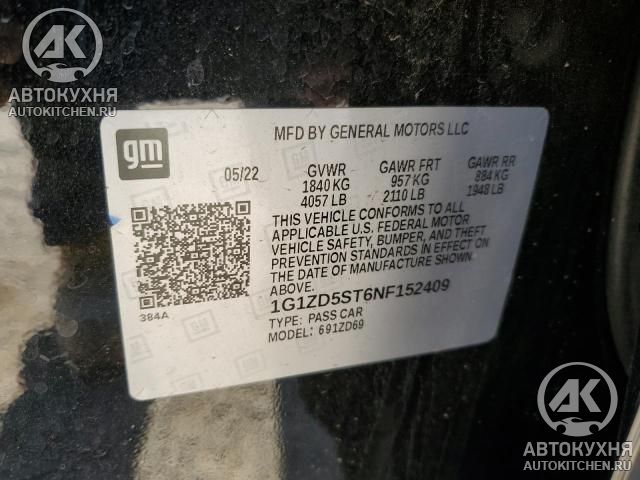 АК
АВТОКУХНЯ
AUTOKITCHEN.RU
gm
MFD BY GENERAL MOTORS LLC
05/22
GVWR GAWR FRT GAWR RR
1840 KG 957 KG 884 KG
4057 LB 2110 LB 1948 LB
THIS VEHICLE CONFORMS TO ALL
APPLICABLE U.S. FEDERAL MOTOR
VEHICLE SAFETY, BUMPER, AND THEFT
PREVENTION STANDARDS IN EFFECT ON
THE DATE OF MANUFACTURE SHOWN
ABOVE.
384A
1G1ZD5ST6NF152409
TYPE: PASS CAR
MODEL: 691ZD69
АК
АВТОКУХНЯ
AUTOKITCHEN.RU